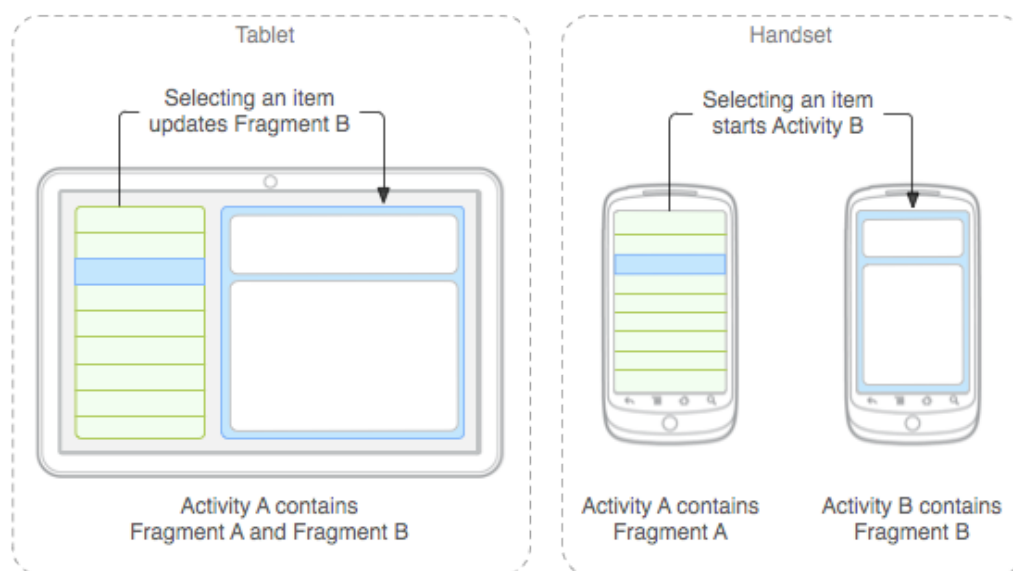 Tablet
Selecting an item
updates Fragment B
Activity A contains
Fragment A and Fragment B
Handset
Selecting an item
starts Activity B
Activity A contains
Fragment A
Activity B contains
Fragment B